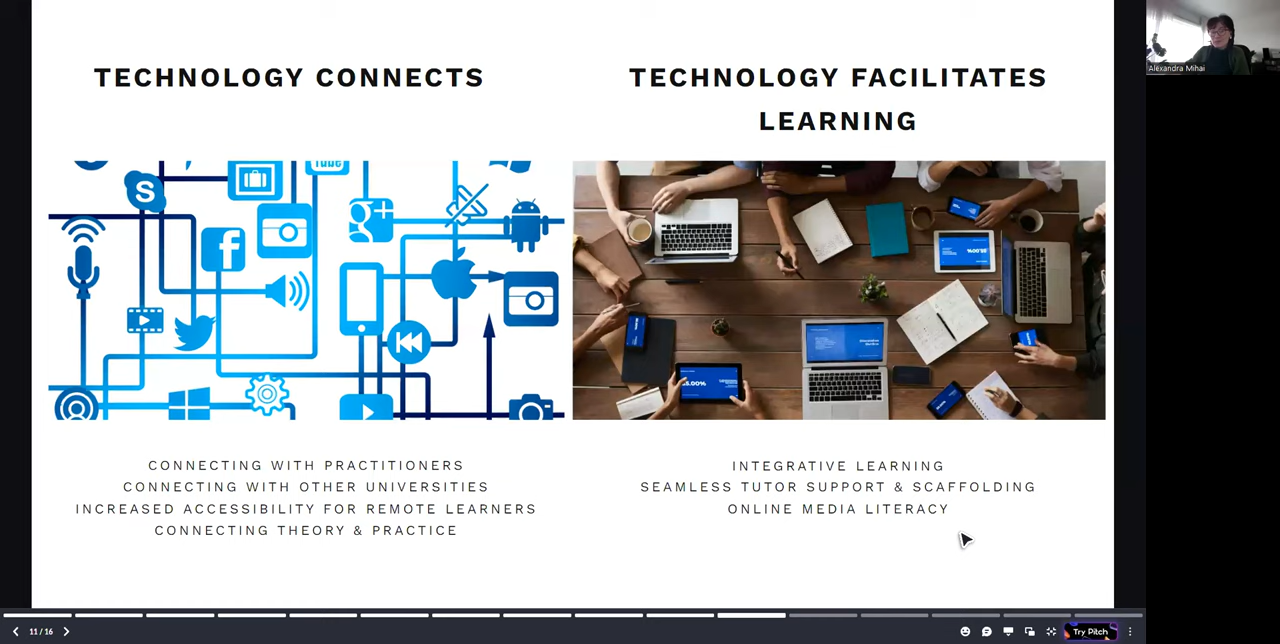 TECHNOLOGY CONNECTS
Tube
S
f
g+
CONNECTING WITH PRACTITIONERS
CONNECTING WITH OTHER UNIVERSITIES
INCREASED ACCESSIBILITY FOR REMOTE LEARNERS
CONNECTING THEORY & PRACTICE
TECHNOLOGY FACILITATES
LEARNING
INTEGRATIVE LEARNING
SEAMLESS TUTOR SUPPORT & SCAFFOLDING
ONLINE MEDIA LITERACY
Alexandra Mihai
11 / 16
Try Pitch